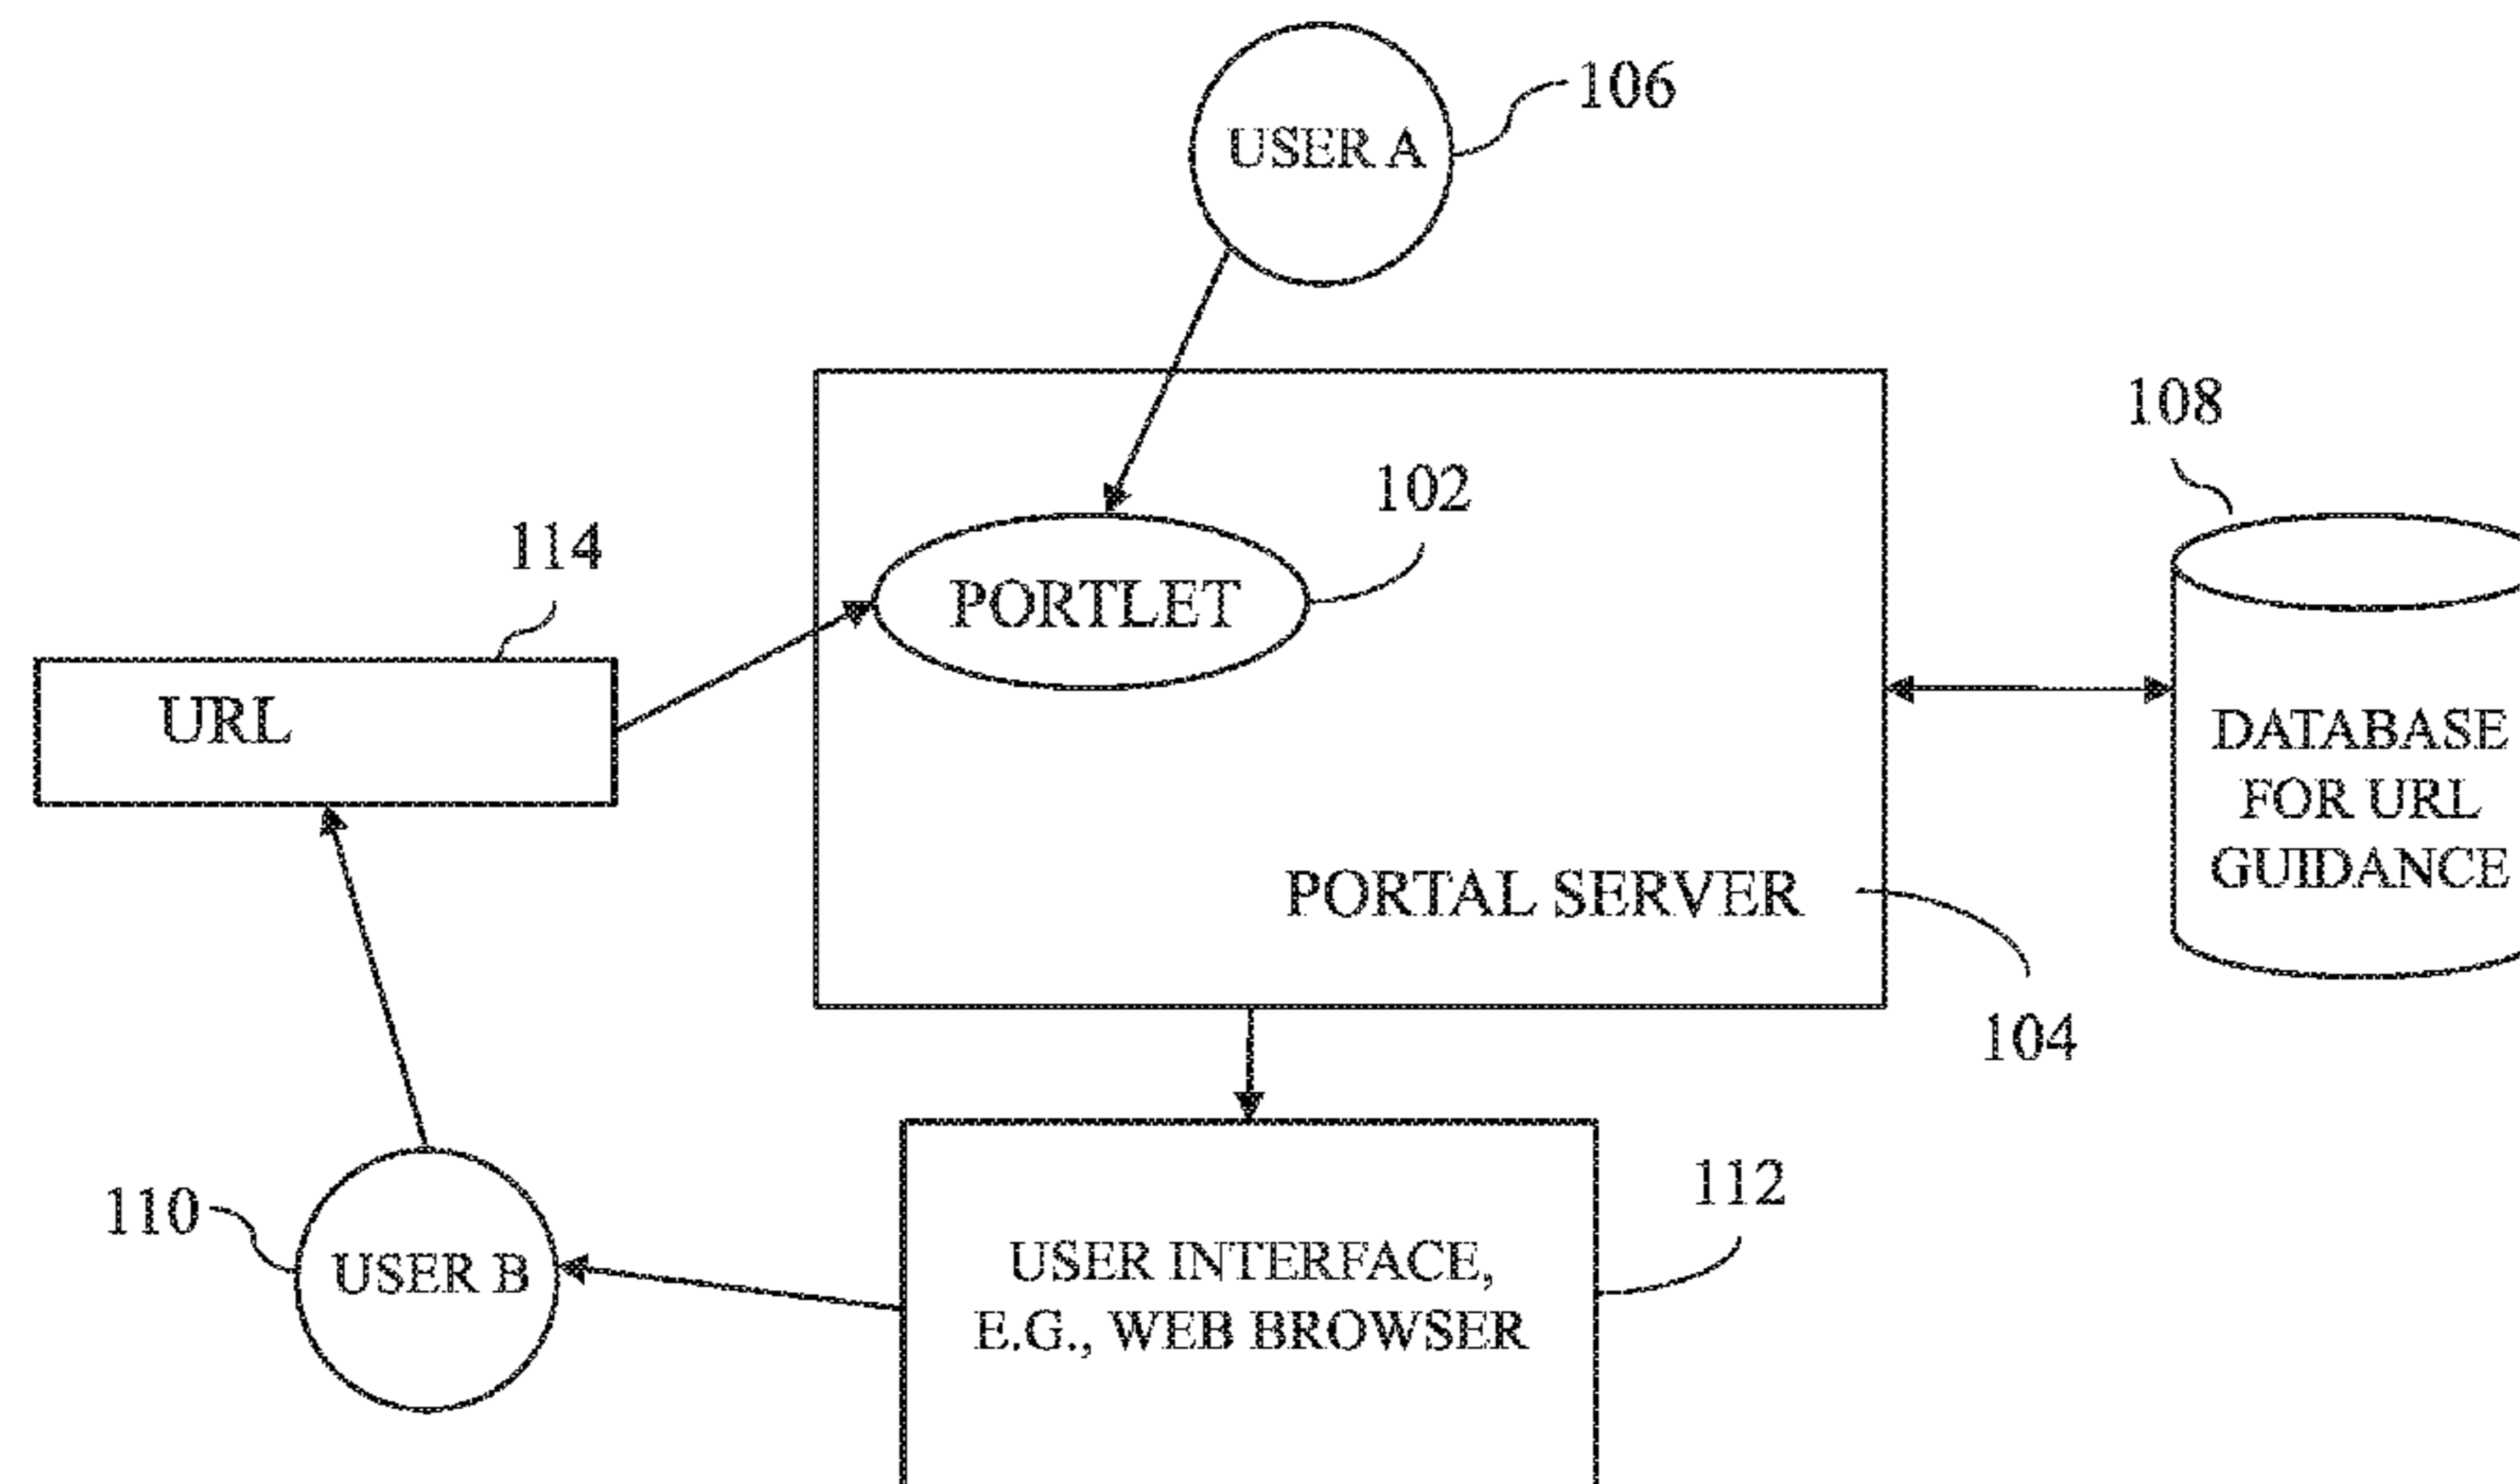 106
USER A
108
102
114
PORTLET
URL
DATABASE
FOR URL
GUIDANCE
PORTAL SERVER
104
112
110
USER B
USER INTERFACE,
E.G., WEB BROWSER